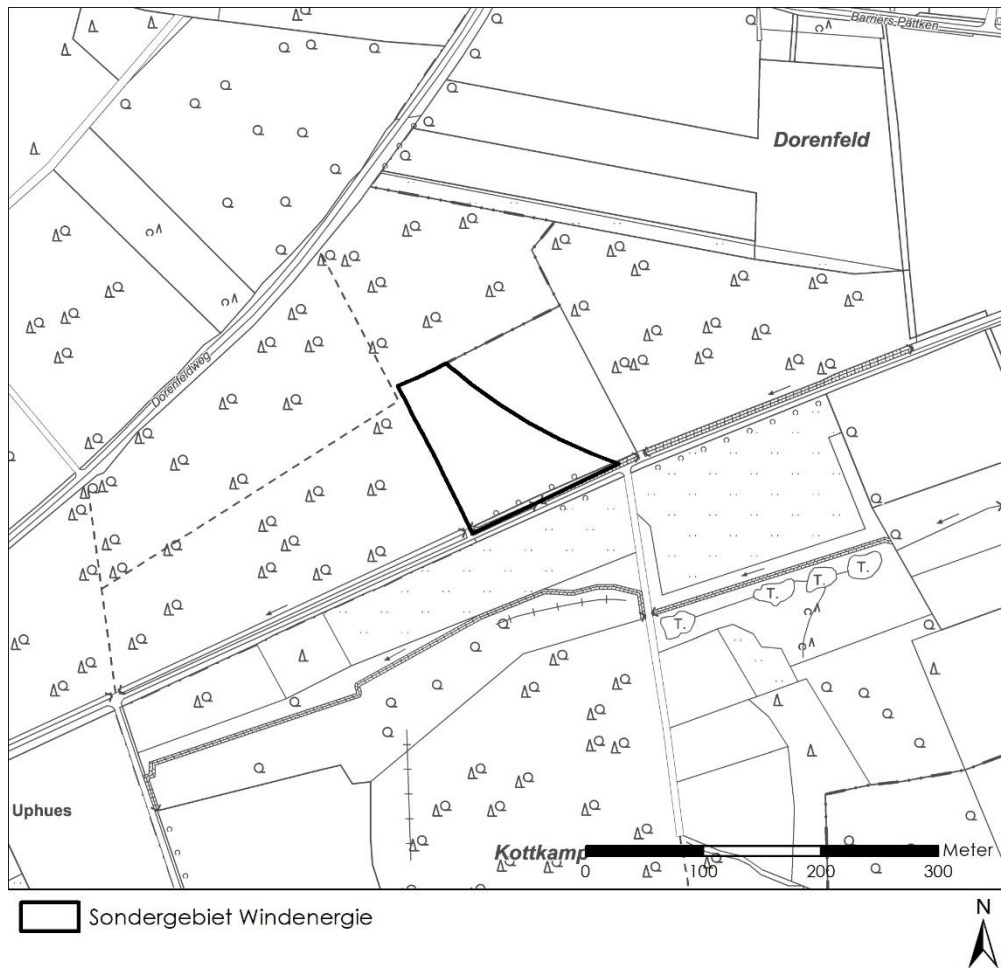 Barriers-Pättken
Dorenfeld
Dorenfeldweg
T.
T.
T.
T.
Uphues
Kottkamp
Meter
0 100 200 300
Sondergebiet Windenergie
N